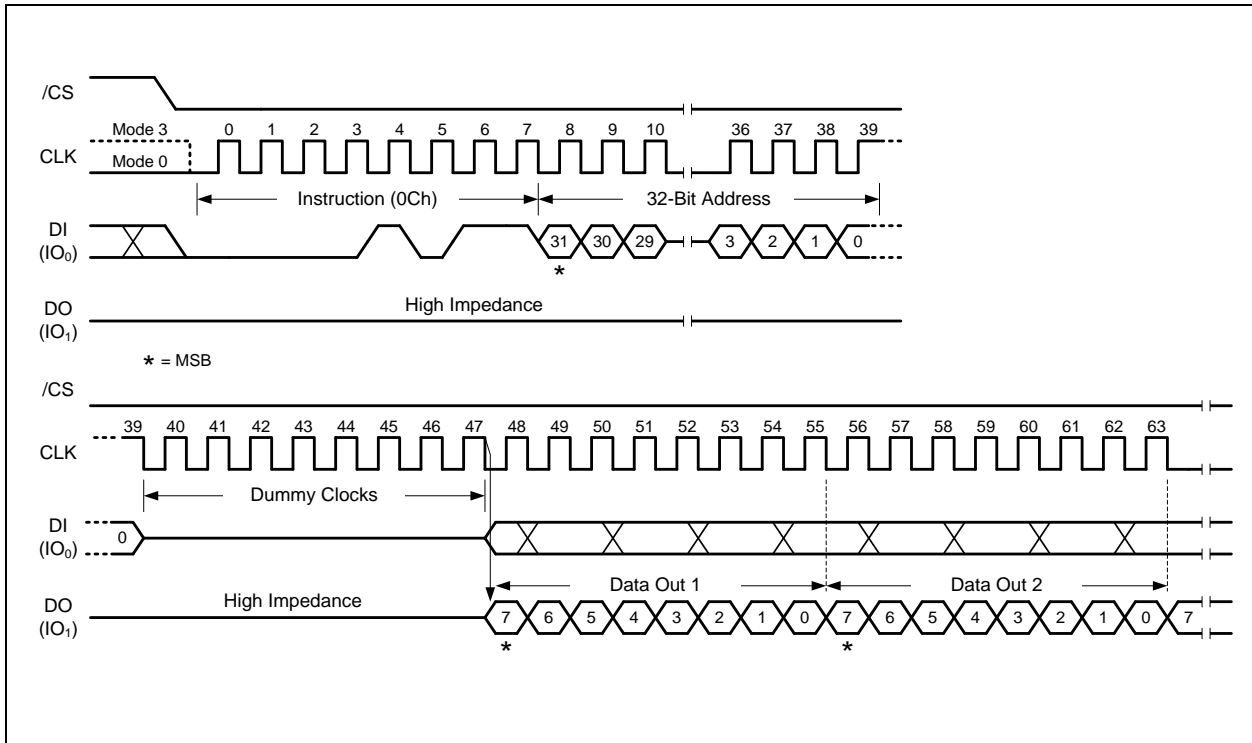 /CS
Mode 3 0 1 2 3 4 5 6 7 8 9 10 36 37 38 39
CLK
Mode 0
Instruction (0Ch) 32-Bit Address
DI
(IO₀) 31 30 29 3 2 1 0
*
High Impedance
DO
(IO₁)
* = MSB
/CS
39 40 41 42 43 44 45 46 47 48 49 50 51 52 53 54 55 56 57 58 59 60 61 62 63
CLK
Dummy Clocks
DI
(IO₀) 0
Data Out 1 Data Out 2
High Impedance
DO
(IO₁) 7 6 5 4 3 2 1 0 7 6 5 4 3 2 1 0 7
* *